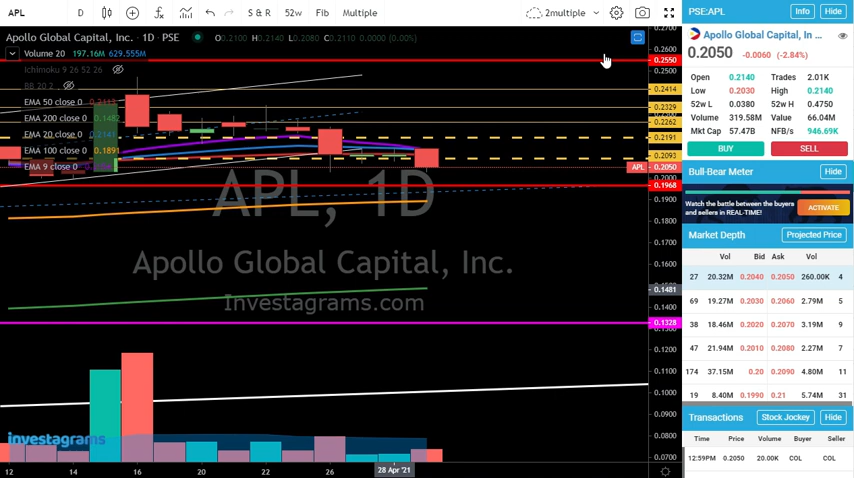 APL D S & R 52w Fib Multiple 2multiple
Apollo Global Capital, Inc. · 1D · PSE O0.2100 H0.2140 L0.2080 C0.2110 0.0000 (0.00%)
Volume 20 197.16M 629.555M
Ichimoku 9 26 52 26
BB 20 2
EMA 50 close 0 0.2113
EMA 200 close 0 0.1482
EMA 20 close 0 0.2141
EMA 100 close 0 0.1891
EMA 9 close 0
APL, 1D
Apollo Global Capital, Inc.
Investagrams.com
investagrams
0.2700
0.2600
0.2550
0.2500
0.2414
0.2329
0.2262
0.2191
0.2093
APL 0.2050
0.2000
0.1968
0.1900
0.1800
0.1700
0.1600
0.1481
0.1328
0.1200
0.1100
0.1000
0.0900
0.0800
0.0700
12 14 16 20 22 26 28 Apr '21
PSE:APL Info Hide
Apollo Global Capital, In ...
0.2050 -0.0060 (-2.84%)
Open 0.2140 Trades 2.01K
Low 0.2030 High 0.2140
52w L 0.0380 52w H 0.4750
Volume 319.58M Value 66.04M
Mkt Cap 57.47B NFB/s 946.69K
BUY SELL
Bull-Bear Meter Hide
Watch the battle between the buyers
and sellers in REAL-TIME! ACTIVATE
Market Depth Projected Price
Vol Bid Ask Vol
27 20.32M 0.2040 0.2050 260.00K 4
69 19.27M 0.2030 0.2060 2.79M 5
38 18.46M 0.2020 0.2070 3.19M 9
47 21.94M 0.2010 0.2080 2.27M 7
174 37.15M 0.20 0.2090 4.80M 11
19 8.40M 0.1990 0.21 5.74M 31
Transactions Stock Jockey Hide
Time Price Volume Buyer Seller
12:59PM 0.2050 20.00K COL COL